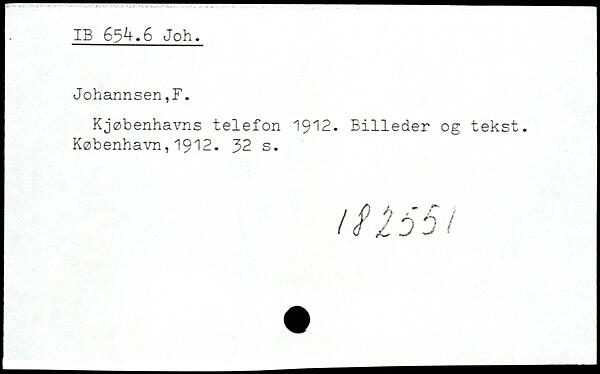 IB 654.6 Joh.
Johannsen,F.
Kjøbenhavns telefon 1912. Billeder og tekst.
København,1912. 32 s.
182551